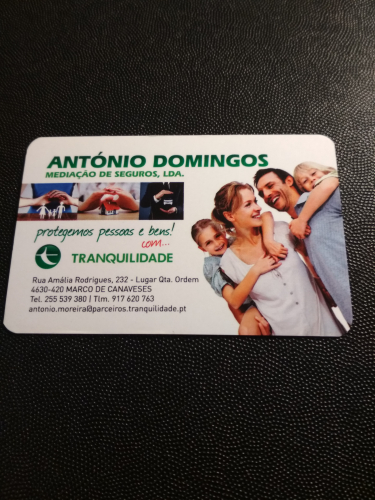 ANTÓNIO DOMINGOS
MEDIAÇÃO DE SEGUROS, LDA.
protegemos pessoas e bens!
com...
TRANQUILIDADE
Rua Amália Rodrigues, 232 - Lugar Qta. Ordem
4630-420 MARCO DE CANAVESES
Tel. 255 539 380 | Tlm. 917 620 763
antonio.moreira@parceiros.tranquilidade.pt